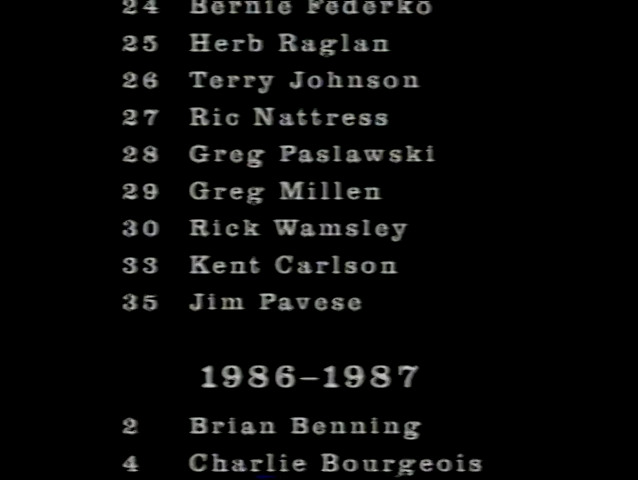 24 Bernie Federko
25 Herb Raglan
26 Terry Johnson
27 Ric Nattress
28 Greg Paslawski
29 Greg Millen
30 Rick Wamsley
33 Kent Carlson
35 Jim Pavese
1986-1987
2 Brian Benning
4 Charlie Bourgeois